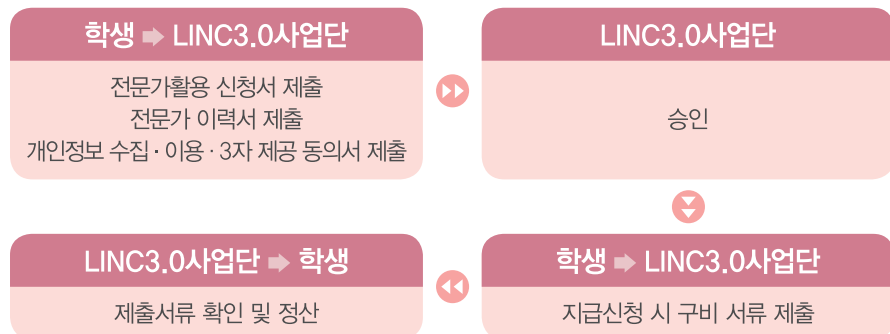 학생 ➡ LINC3.0사업단
전문가활용 신청서 제출
전문가 이력서 제출
개인정보 수집 · 이용 · 3자 제공 동의서 제출
LINC3.0사업단
승인
학생 ➡ LINC3.0사업단
지급신청 시 구비 서류 제출
LINC3.0사업단 ➡ 학생
제출서류 확인 및 정산